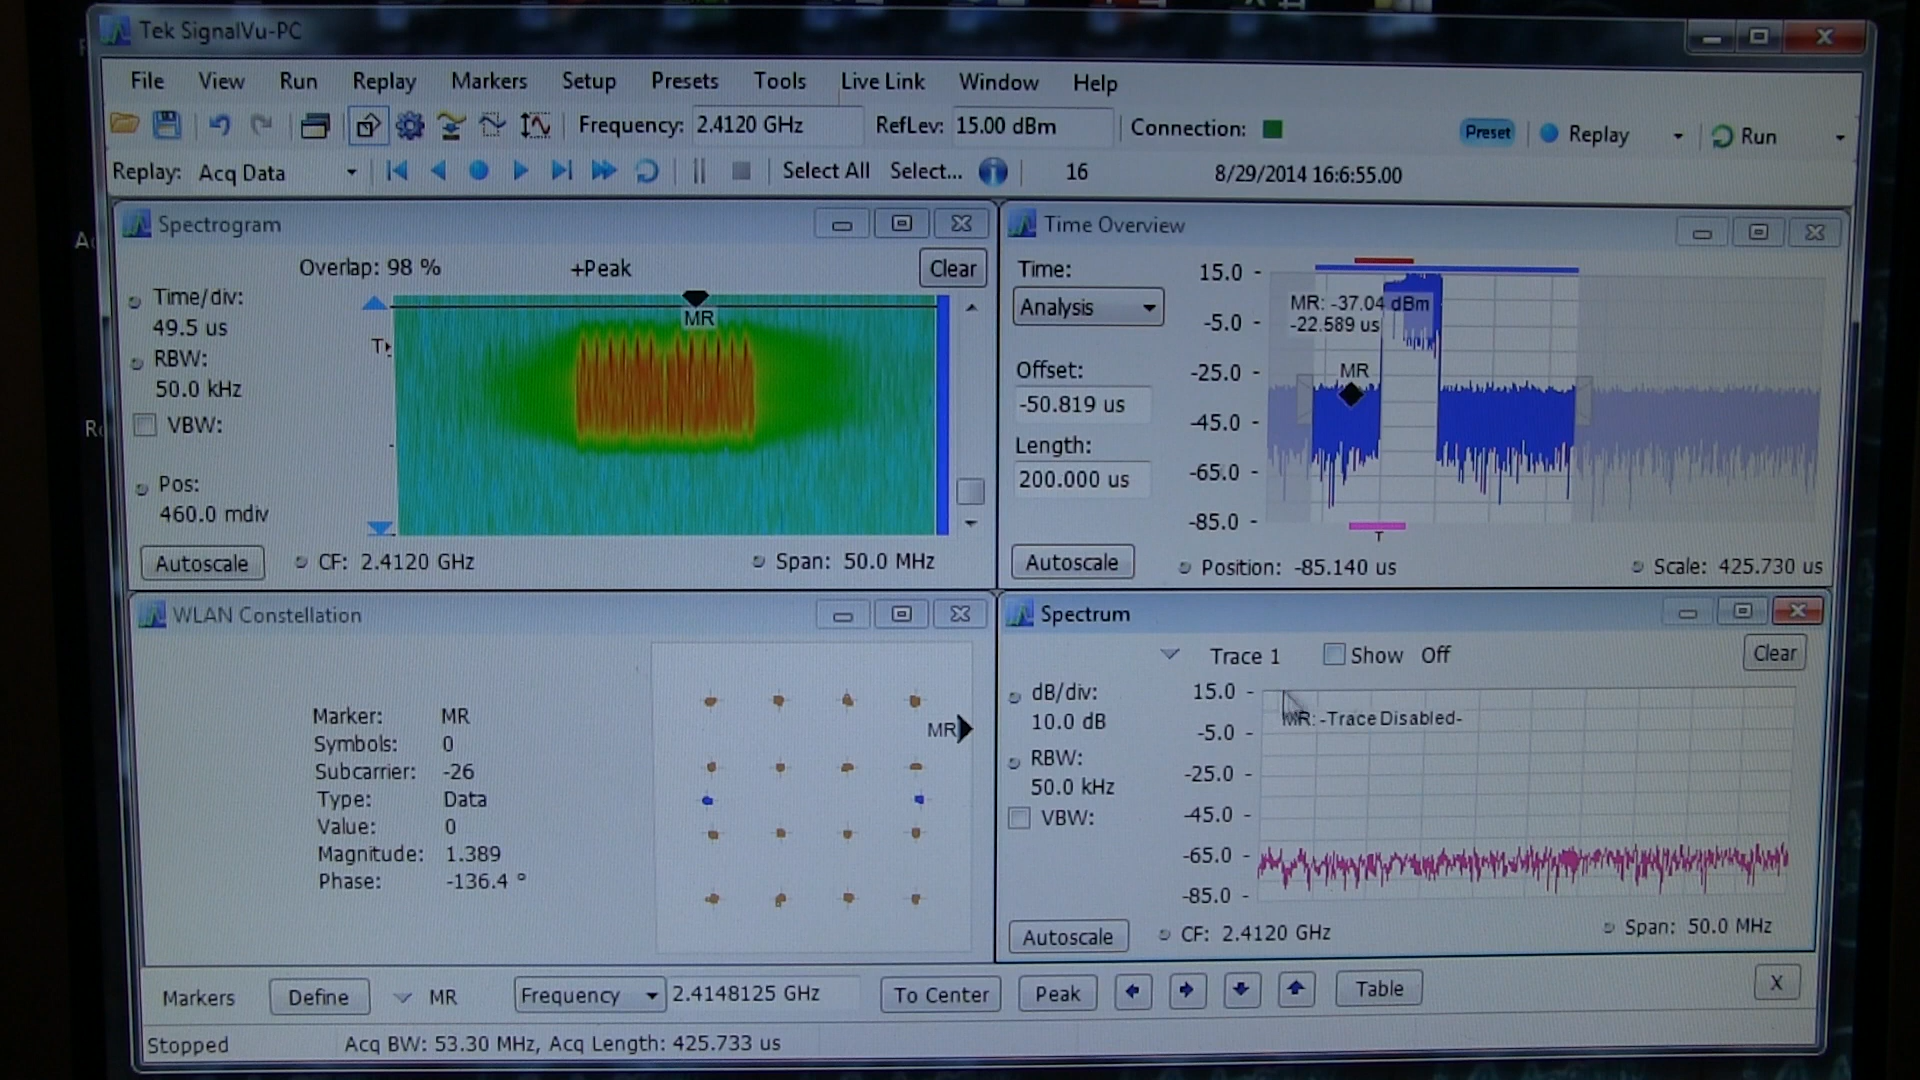 Tek SignalVu-PC
File View Run Replay Markers Setup Presets Tools Live Link Window Help
Frequency: 2.4120 GHz RefLev: 15.00 dBm Connection: Preset Replay Run
Replay: Acq Data Select All Select... 16 8/29/2014 16:6:55.00
Spectrogram
Overlap: 98 % +Peak Clear
Time/div:
49.5 us
RBW:
50.0 kHz
VBW:
Pos:
460.0 mdiv
MR
T
Autoscale CF: 2.4120 GHz Span: 50.0 MHz
Time Overview
Time:
Analysis
Offset:
-50.819 us
Length:
200.000 us
15.0
-5.0
-25.0
-45.0
-65.0
-85.0
MR: -37.04 dBm
-22.589 us
MR
T
Autoscale Position: -85.140 us Scale: 425.730 us
WLAN Constellation
Marker: MR
Symbols: 0
Subcarrier: -26
Type: Data
Value: 0
Magnitude: 1.389
Phase: -136.4 °
MR
Spectrum
Trace 1 Show Off Clear
dB/div:
10.0 dB
RBW:
50.0 kHz
VBW:
15.0
-5.0
-25.0
-45.0
-65.0
-85.0
MR: -Trace Disabled-
Autoscale CF: 2.4120 GHz Span: 50.0 MHz
Markers Define MR Frequency 2.4148125 GHz To Center Peak Table X
Stopped Acq BW: 53.30 MHz, Acq Length: 425.733 us